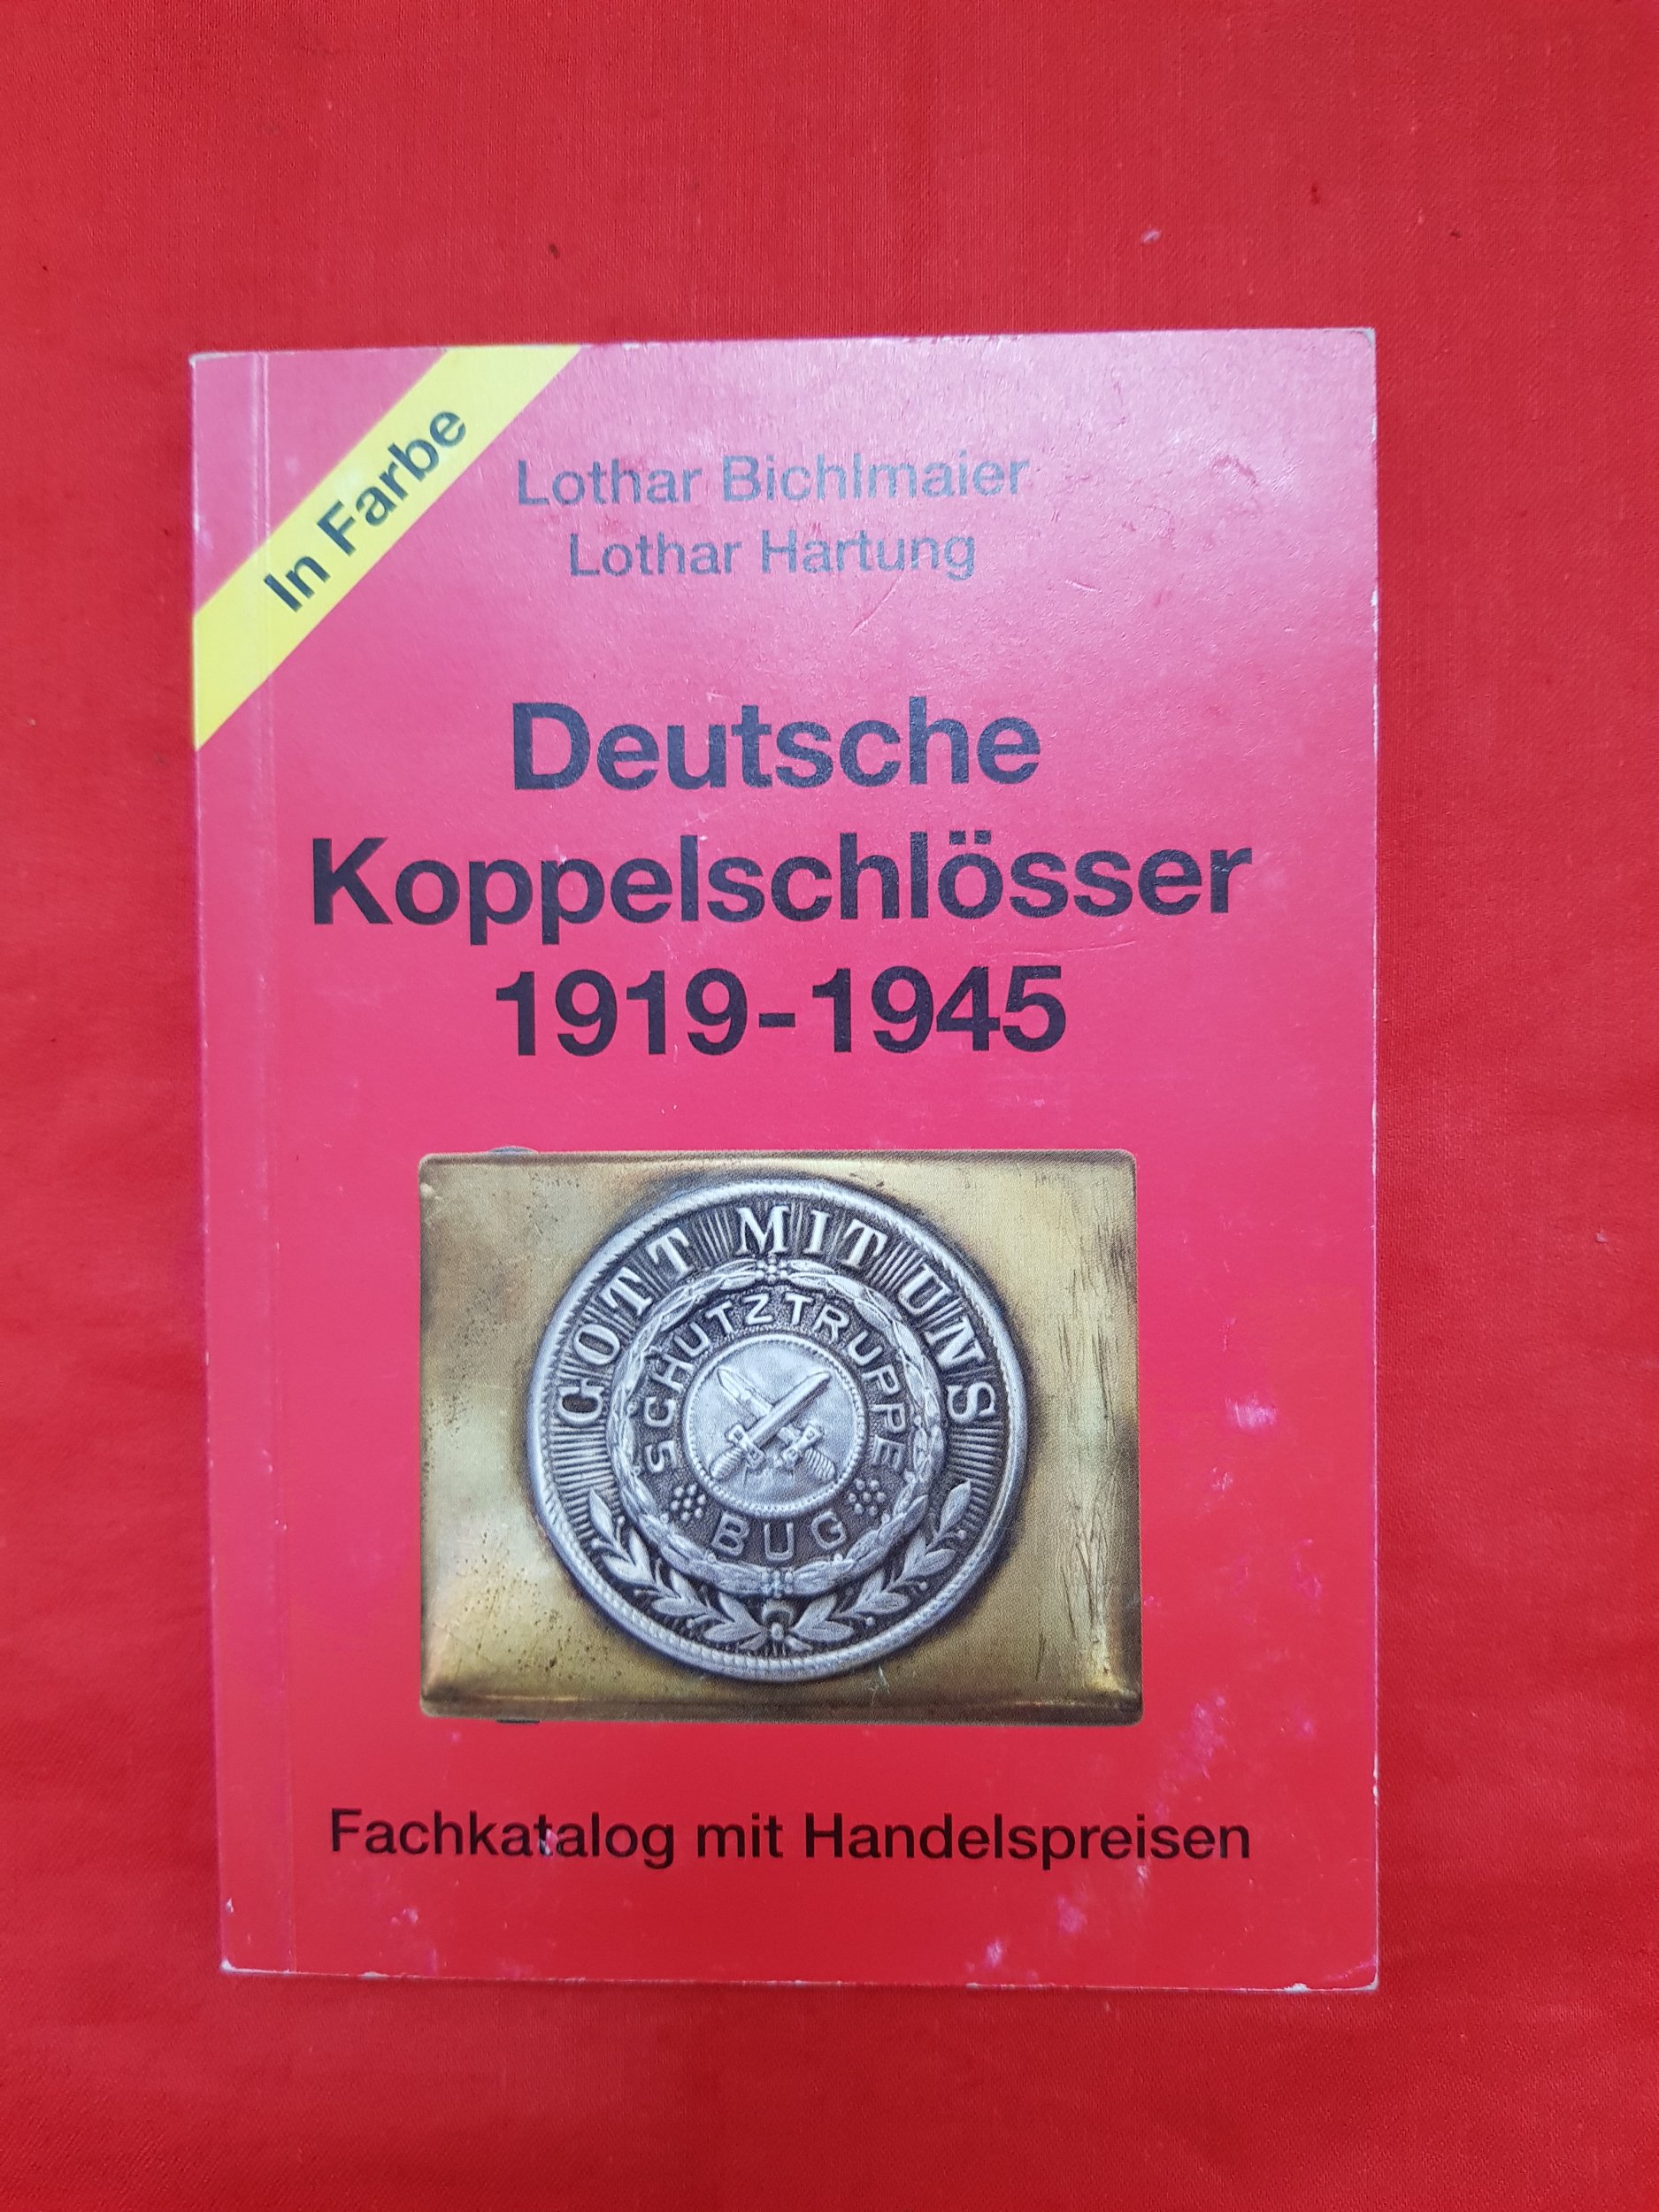 In Farbe
Lothar Bichlmaier
Lothar Hartung
Deutsche
Koppelschlösser
1919-1945
GOTT MIT UNS
SCHUTZTRUPPE
BUG
Fachkatalog mit Handelspreisen